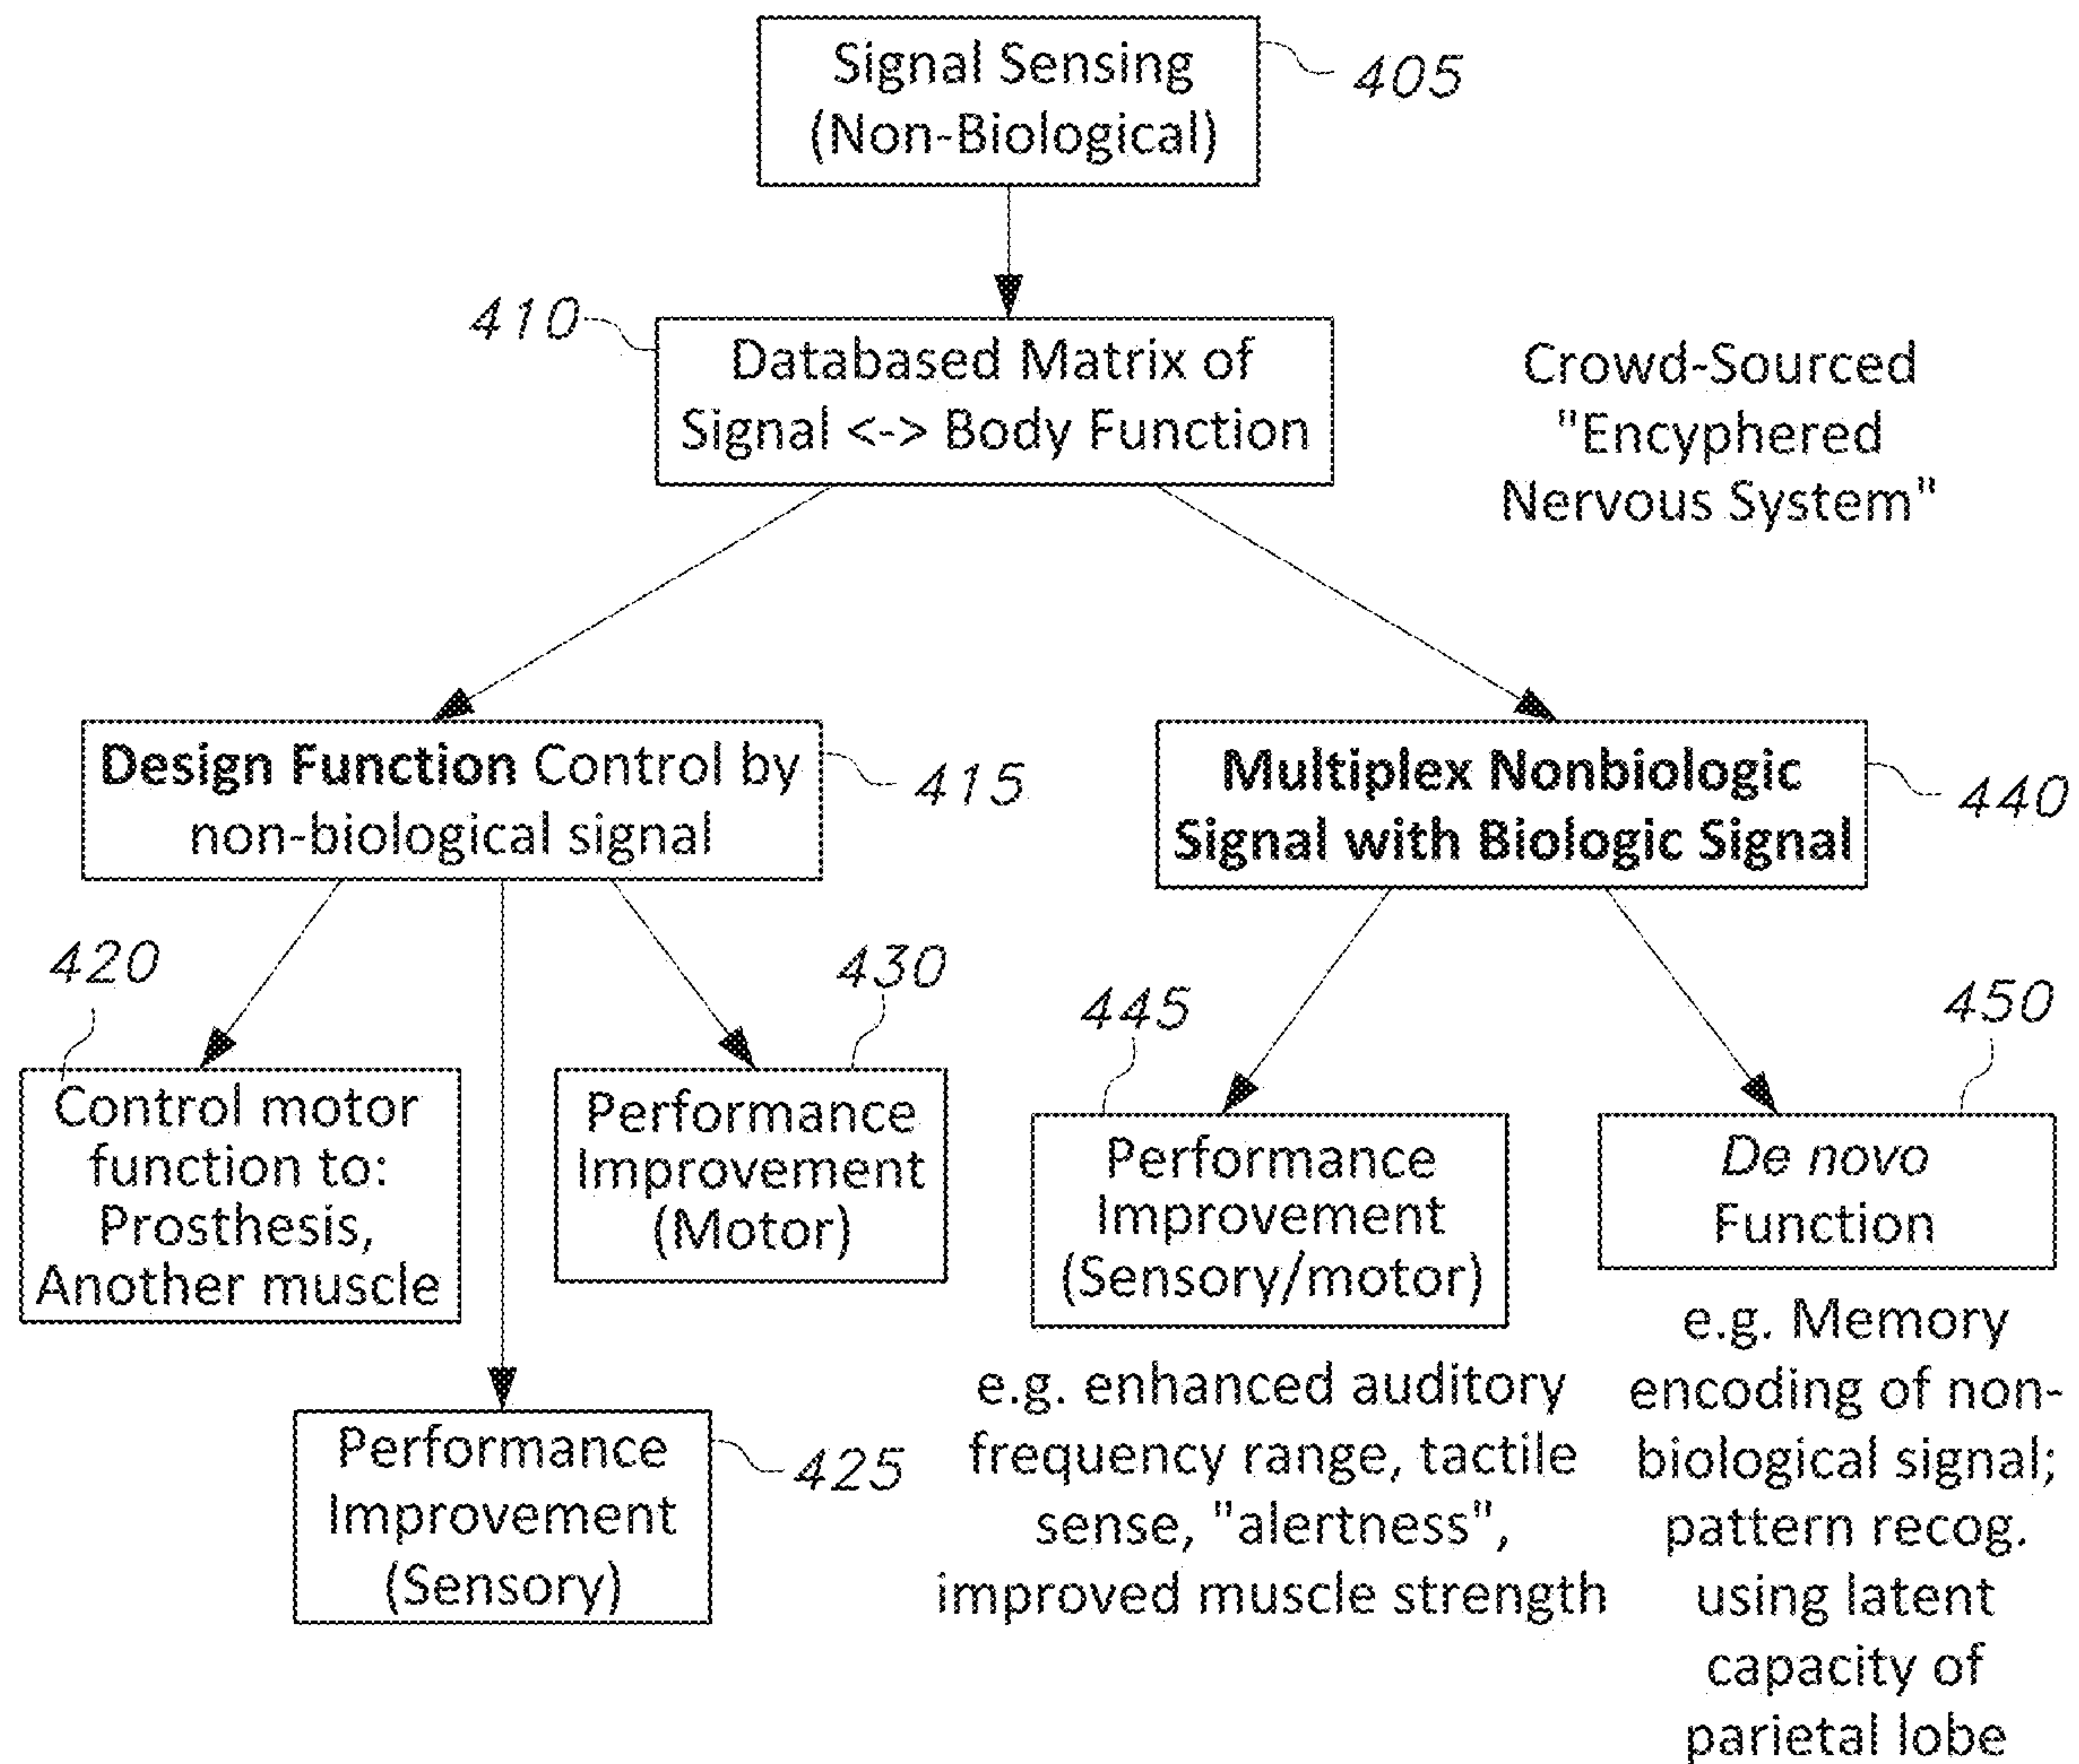 Signal Sensing
(Non-Biological)
405
410
Databased Matrix of
Signal <-> Body Function
Crowd-Sourced
"Encyphered
Nervous System"
Design Function Control by
non-biological signal
415
Multiplex Nonbiologic
Signal with Biologic Signal
440
420
Control motor
function to:
Prosthesis,
Another muscle
430
Performance
Improvement
(Motor)
Performance
Improvement
(Sensory)
425
445
Performance
Improvement
(Sensory/motor)
e.g. enhanced auditory
frequency range, tactile
sense, "alertness",
improved muscle strength
450
De novo
Function
e.g. Memory
encoding of non-
biological signal;
pattern recog.
using latent
capacity of
parietal lobe